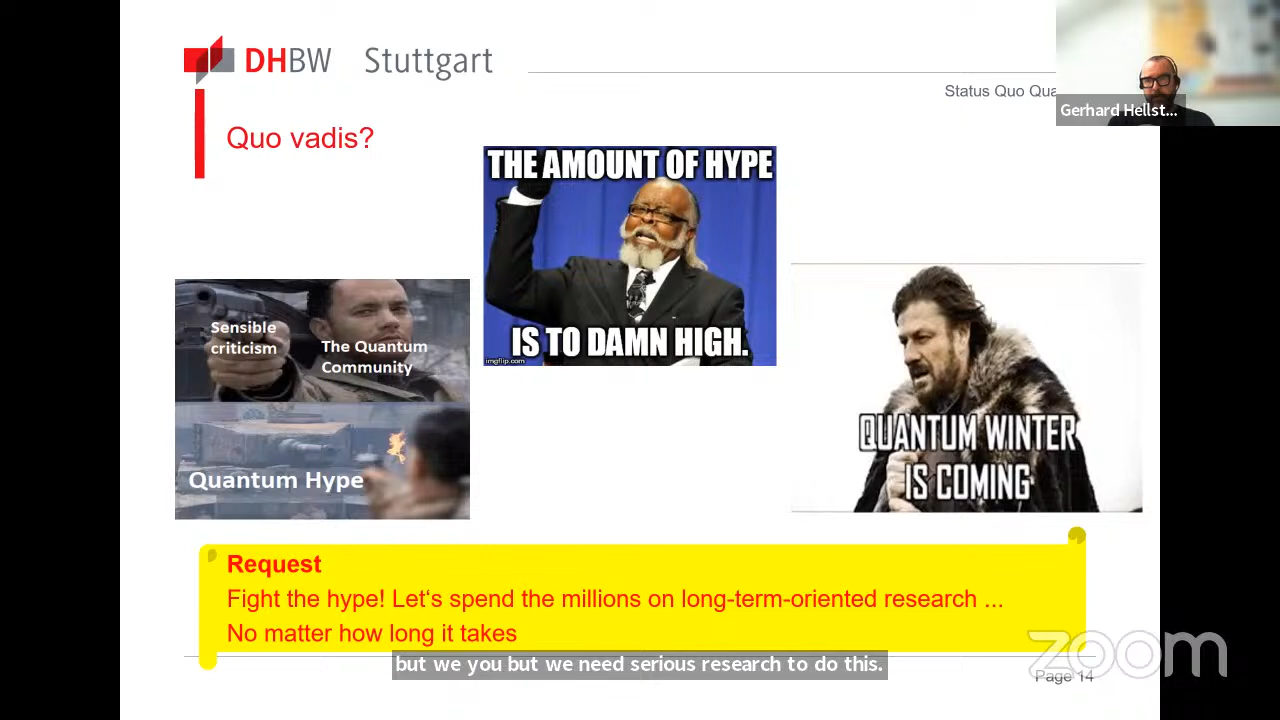 DHBW Stuttgart
Status Quo Qua
Gerhard Hellst...
Quo vadis?
THE AMOUNT OF HYPE
IS TO DAMN HIGH.
imgflip.com
Sensible
criticism
The Quantum
Community
Quantum Hype
QUANTUM WINTER
IS COMING
Request
Fight the hype! Let‘s spend the millions on long-term-oriented research ...
No matter how long it takes
but we you but we need serious research to do this.
zoom
Page 14